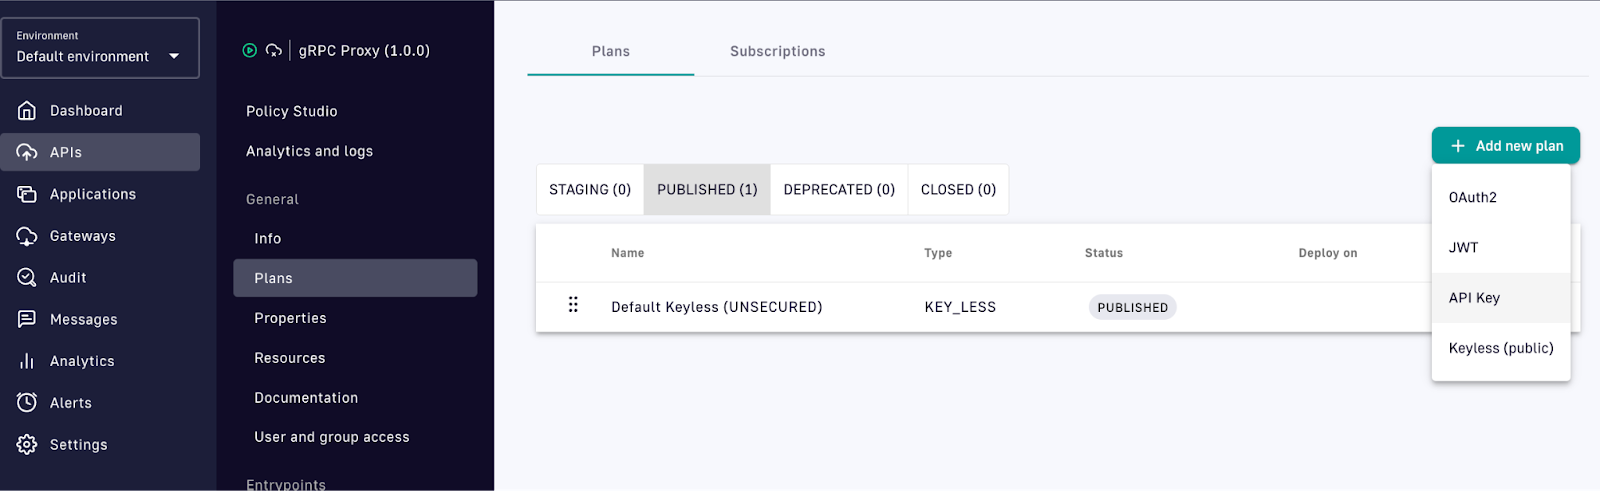 Environment
Default environment
Dashboard
APIs
Applications
Gateways
Audit
Messages
Analytics
Alerts
Settings
gRPC Proxy (1.0.0)
Policy Studio
Analytics and logs
General
Info
Plans
Properties
Resources
Documentation
User and group access
Entrypoints
Plans Subscriptions
+ Add new plan
STAGING (0) PUBLISHED (1) DEPRECATED (0) CLOSED (0)
Name Type Status Deploy on
Default Keyless (UNSECURED) KEY_LESS PUBLISHED
OAuth2
JWT
API Key
Keyless (public)